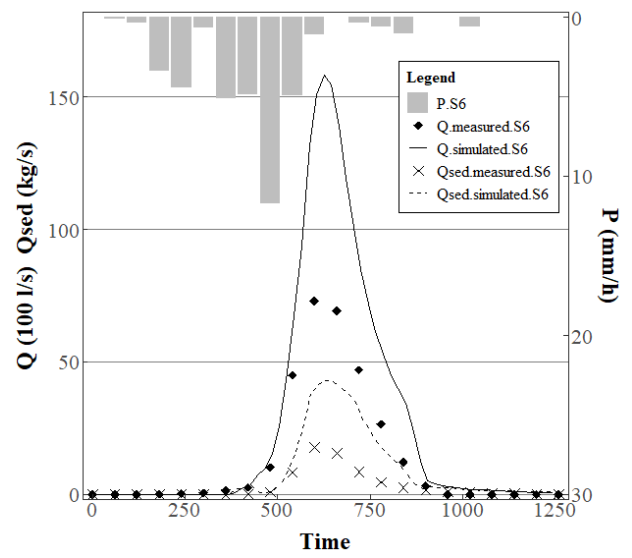 0
150
100
50
0
Q (100 l/s)  Qsed (kg/s)
Legend
P.S6
Q.measured.S6
Q.simulated.S6
Qsed.measured.S6
Qsed.simulated.S6
10
20
30
P (mm/h)
0 250 500 750 1000 1250
Time